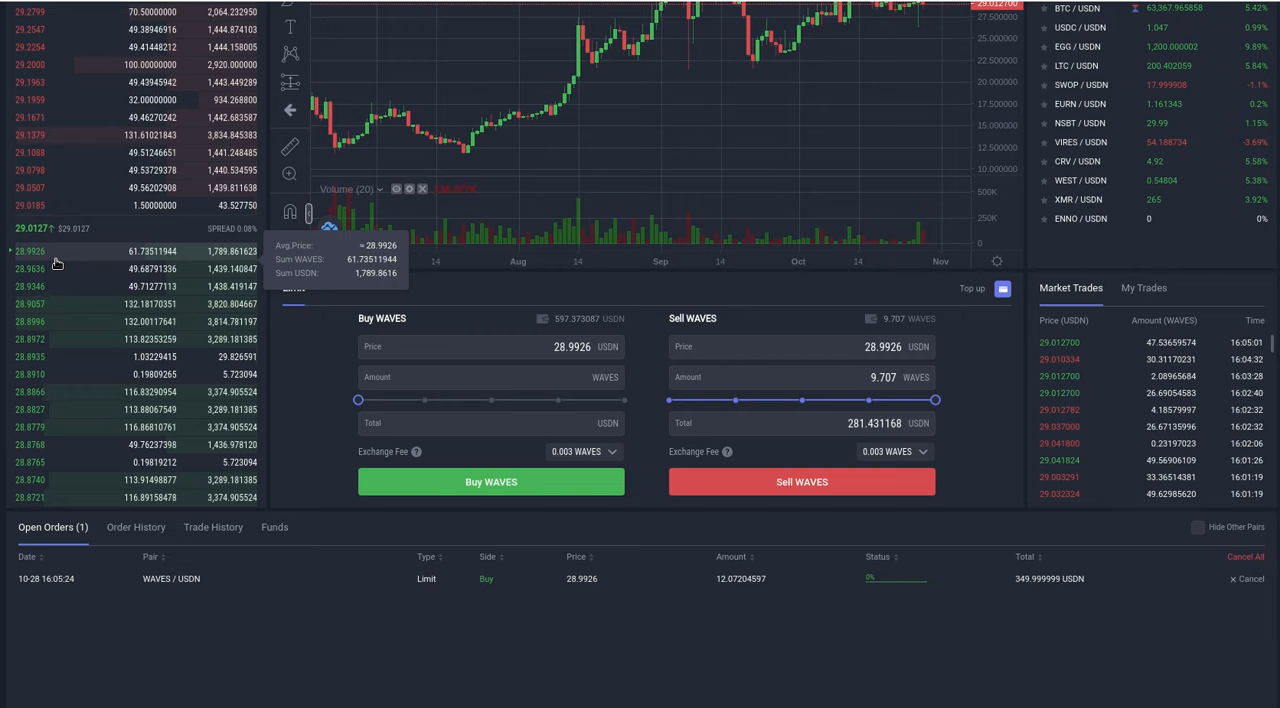 29.2799 70.50000000 2,064.232950
29.2547 49.38946916 1,444.874103
29.2254 49.41448212 1,444.158005
29.2000 100.00000000 2,920.000000
29.1963 49.43945942 1,443.449289
29.1959 32.00000000 934.268800
29.1671 49.46270242 1,442.683587
29.1379 131.61021843 3,834.845383
29.1088 49.51246651 1,441.248485
29.0798 49.53729378 1,440.534595
29.0507 49.56202908 1,439.811638
29.0185 1.50000000 43.527750
29.0127↑ $29.0127 SPREAD 0.08%
28.9926 61.73511944 1,789.861623
28.9636 49.68791336 1,439.140847
28.9346 49.71277113 1,438.419147
28.9057 132.18170351 3,820.804667
28.8996 132.00117641 3,814.781197
28.8972 113.82353259 3,289.181385
28.8935 1.03229415 29.826591
28.8910 0.19809265 5.723094
28.8866 116.83290954 3,374.905524
28.8827 113.88067549 3,289.181385
28.8779 116.86810761 3,374.905524
28.8768 49.76237398 1,436.978120
28.8765 0.19819212 5.723094
28.8740 113.91498877 3,289.181385
28.8721 116.89158478 3,374.905524
29.012700
27.500000
25.000000
22.500000
20.000000
17.500000
15.000000
12.500000
10.000000
Volume (20)
500K
250K
0
14 Aug 14 Sep 14 Oct 14 Nov
Avg.Price: ≈ 28.9926
Sum WAVES: 61.73511944
Sum USDN: 1,789.8616
Top up
Buy WAVES 597.373087 USDN
Price 28.9926 USDN
Amount WAVES
Total USDN
Exchange Fee ? 0.003 WAVES
Buy WAVES
Sell WAVES 9.707 WAVES
Price 28.9926 USDN
Amount 9.707 WAVES
Total 281.431168 USDN
Exchange Fee ? 0.003 WAVES
Sell WAVES
BTC / USDN 63,367.965858 5.42%
USDC / USDN 1.047 0.99%
EGG / USDN 1,200.000002 9.89%
LTC / USDN 200.402059 5.84%
SWOP / USDN 17.999908 -1.1%
EURN / USDN 1.161343 0.2%
NSBT / USDN 29.99 1.15%
VIRES / USDN 54.188734 -3.69%
CRV / USDN 4.92 5.58%
WEST / USDN 0.54804 5.38%
XMR / USDN 265 3.92%
ENNO / USDN 0 0%
Market Trades My Trades
Price (USDN) Amount (WAVES) Time
29.012700 47.53659574 16:05:01
29.010334 30.31170231 16:04:32
29.012700 2.08965684 16:03:28
29.012700 26.69054583 16:02:40
29.012782 4.18579997 16:02:32
29.037000 26.67135996 16:02:32
29.041800 0.23197023 16:02:06
29.041824 49.56906109 16:01:26
29.003291 33.36514381 16:01:19
29.032324 49.62985620 16:01:19
Open Orders (1) Order History Trade History Funds
Hide Other Pairs
Date Pair Type Side Price Amount Status Total Cancel All
10-28 16:05:24 WAVES / USDN Limit Buy 28.9926 12.07204597 0% 349.999999 USDN × Cancel